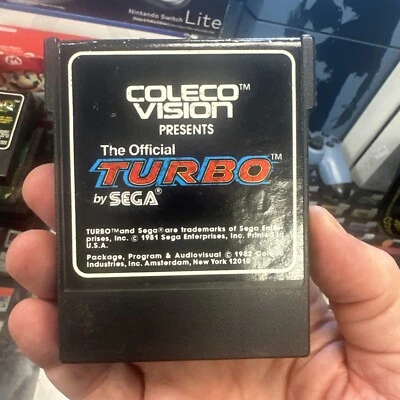 Nintendo Switch
Lite
COLECO™
VISION
PRESENTS
The Official
TURBO™
by SEGA®
TURBO™ and Sega® are trademarks of Sega Enter-
prises, Inc. © 1981 Sega Enterprises, Inc. Printed in
U.S.A.
Package, Program & Audiovisual © 1982 Coleco
Industries, Inc. Amsterdam, New York 12010